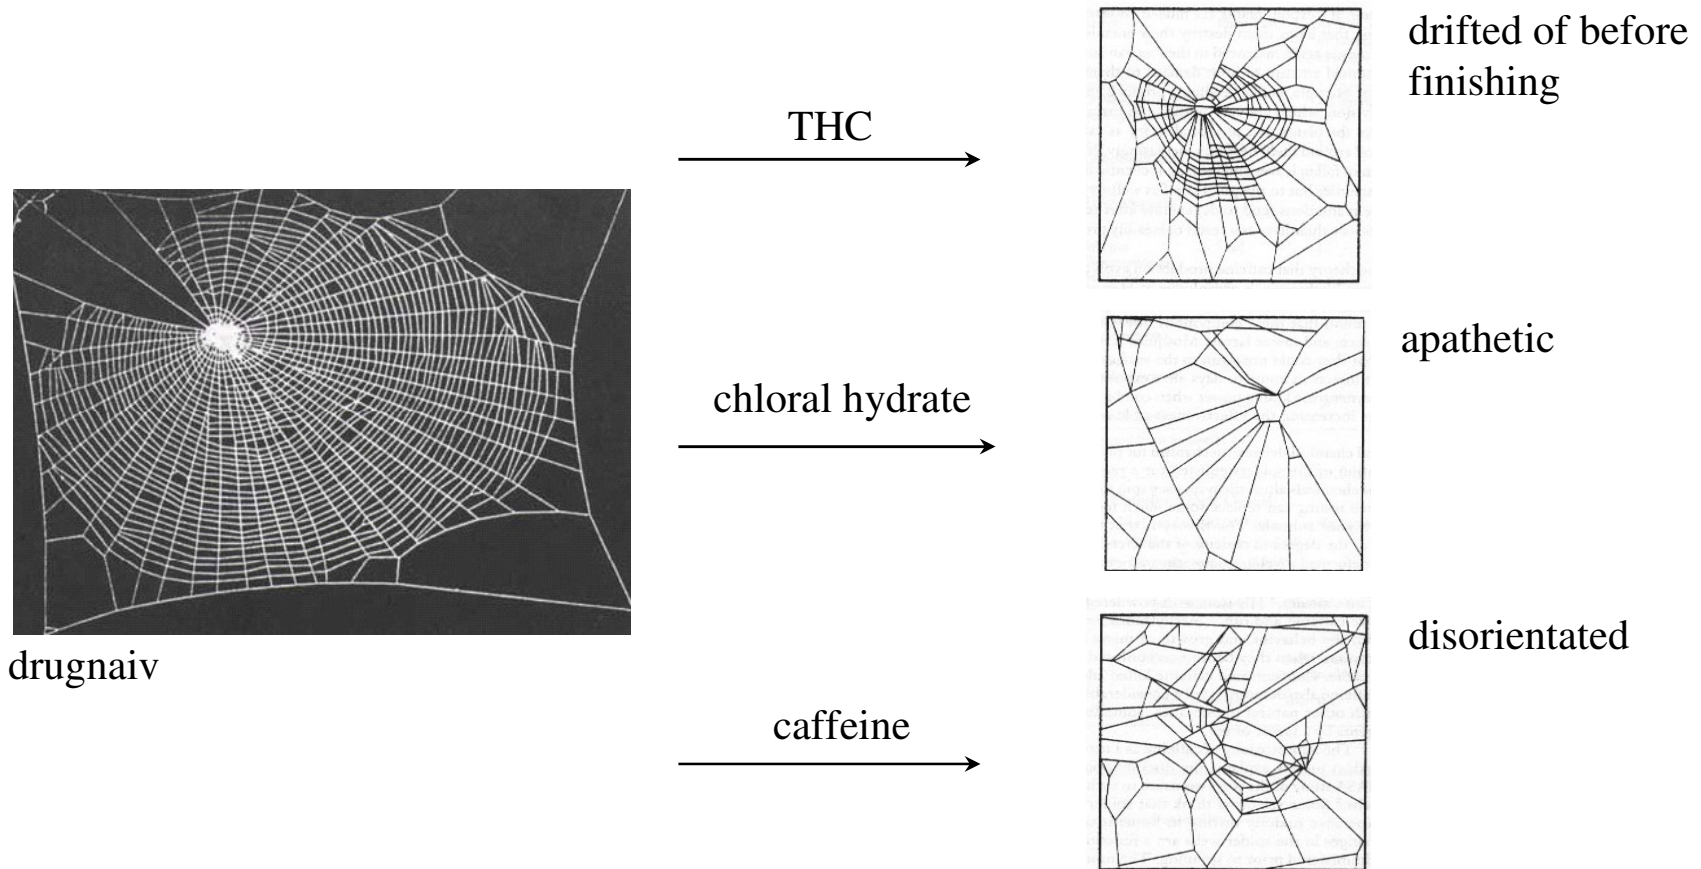 THC
drifted of before
finishing
chloral hydrate
apathetic
drugnaiv
caffeine
disorientated